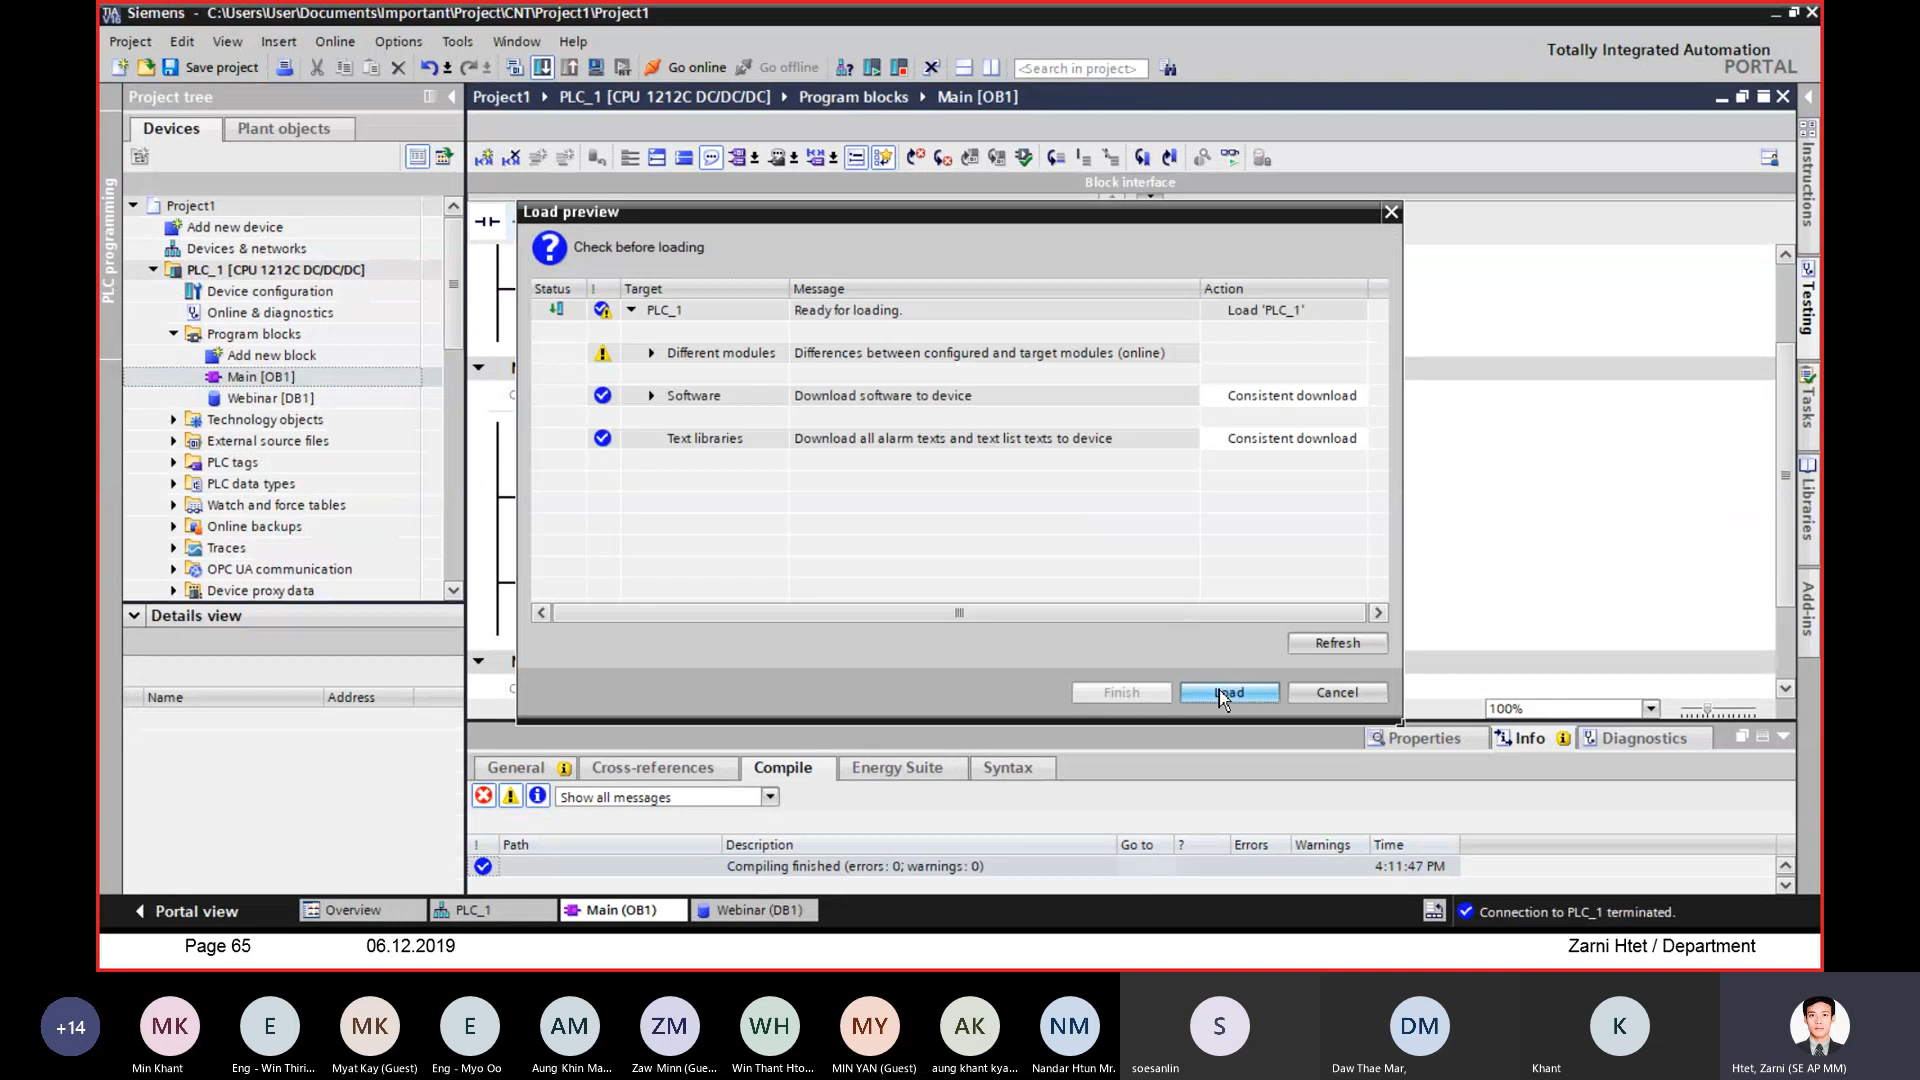 Siemens - C:\Users\User\Documents\Important\Project\CNT\Project1\Project1
Project Edit View Insert Online Options Tools Window Help
Totally Integrated Automation
PORTAL
Save project Go online Go offline <Search in project>
Project tree
Project1 PLC_1 [CPU 1212C DC/DC/DC] Program blocks Main [OB1]
Devices Plant objects
Block interface
PLC programming
Project1
Add new device
Devices & networks
PLC_1 [CPU 1212C DC/DC/DC]
Device configuration
Online & diagnostics
Program blocks
Add new block
Main [OB1]
Webinar [DB1]
Technology objects
External source files
PLC tags
PLC data types
Watch and force tables
Online backups
Traces
OPC UA communication
Device proxy data
Details view
Name Address
Load preview
Check before loading
Status ! Target Message Action
PLC_1 Ready for loading. Load 'PLC_1'
Different modules Differences between configured and target modules (online)
Software Download software to device Consistent download
Text libraries Download all alarm texts and text list texts to device Consistent download
Refresh
Finish Load Cancel
Instructions
Testing
Tasks
Libraries
Add-ins
100%
Properties Info Diagnostics
General Cross-references Compile Energy Suite Syntax
Show all messages
! Path Description Go to ? Errors Warnings Time
Compiling finished (errors: 0; warnings: 0) 4:11:47 PM
Portal view Overview PLC_1 Main (OB1) Webinar (DB1) Connection to PLC_1 terminated.
Page 65 06.12.2019 Zarni Htet / Department
+14 MK E MK E AM ZM WH MY AK NM S DM K
Min Khant Eng - Win Thiri... Myat Kay (Guest) Eng - Myo Oo Aung Khin Ma... Zaw Minn (Gue... Win Thant Hto... MIN YAN (Guest) aung khant kya... Nandar Htun Mr. soesanlin Daw Thae Mar, Khant Htet, Zarni (SE AP MM)